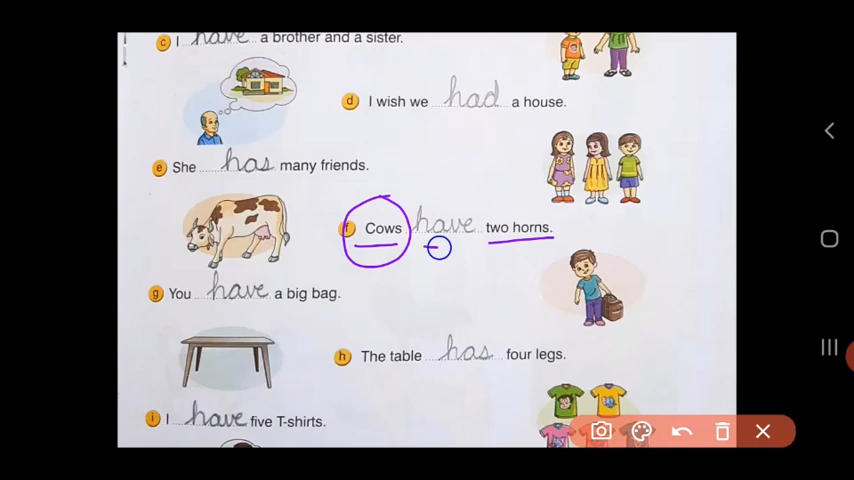 c I have a brother and a sister.
d I wish we had a house.
e She has many friends.
f Cows have two horns.
g You have a big bag.
h The table has four legs.
i I have five T-shirts.